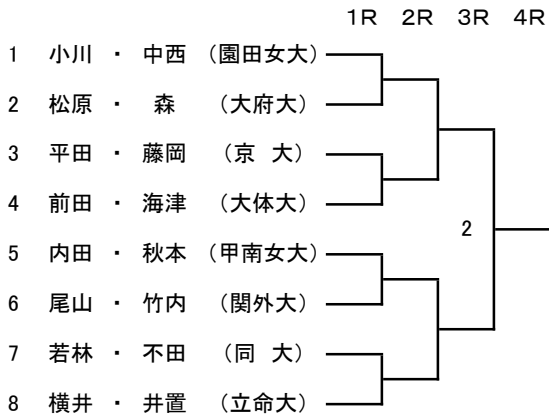 1R 2R 3R 4R
1 小川 ・ 中西 (園田女大)
2 松原 ・ 森 (大府大)
3 平田 ・ 藤岡 (京 大)
4 前田 ・ 海津 (大体大)
2
5 内田 ・ 秋本 (甲南女大)
6 尾山 ・ 竹内 (関外大)
7 若林 ・ 不田 (同 大)
8 横井 ・ 井置 (立命大)